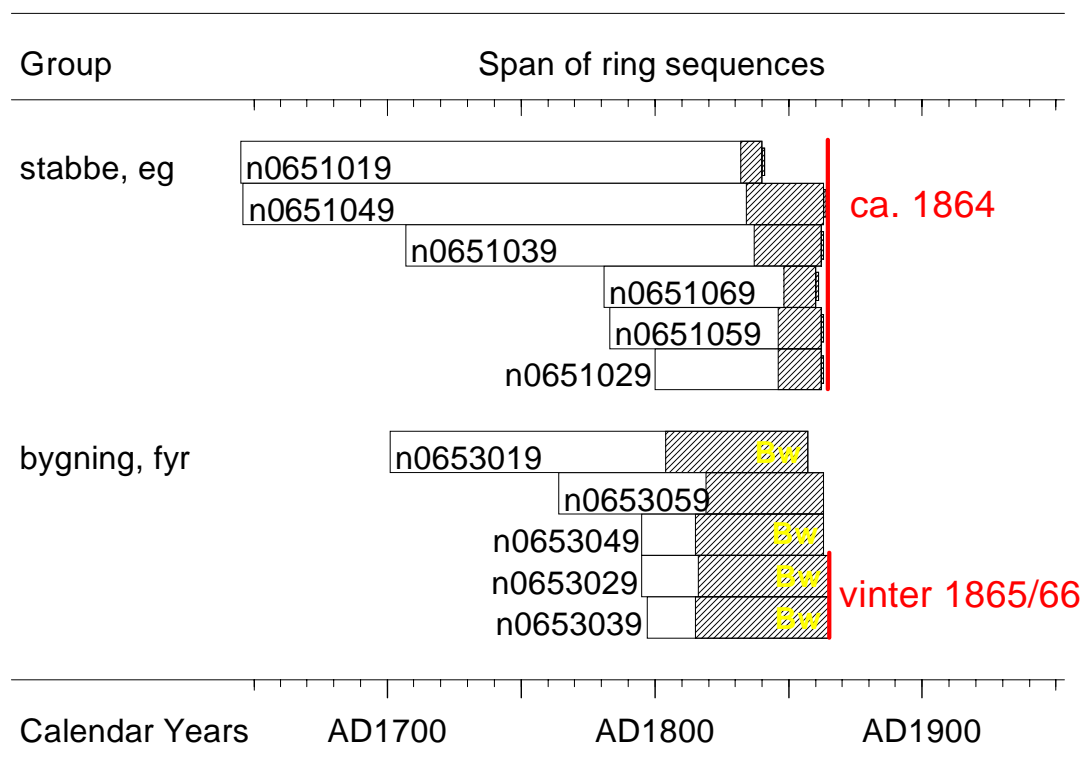 Group Span of ring sequences
stabbe, eg
n0651019
n0651049
ca. 1864
n0651039
n0651069
n0651059
n0651029
bygning, fyr
n0653019 Bw
n0653059
n0653049 Bw
n0653029 Bw
vinter 1865/66
n0653039 Bw
Calendar Years AD1700 AD1800 AD1900